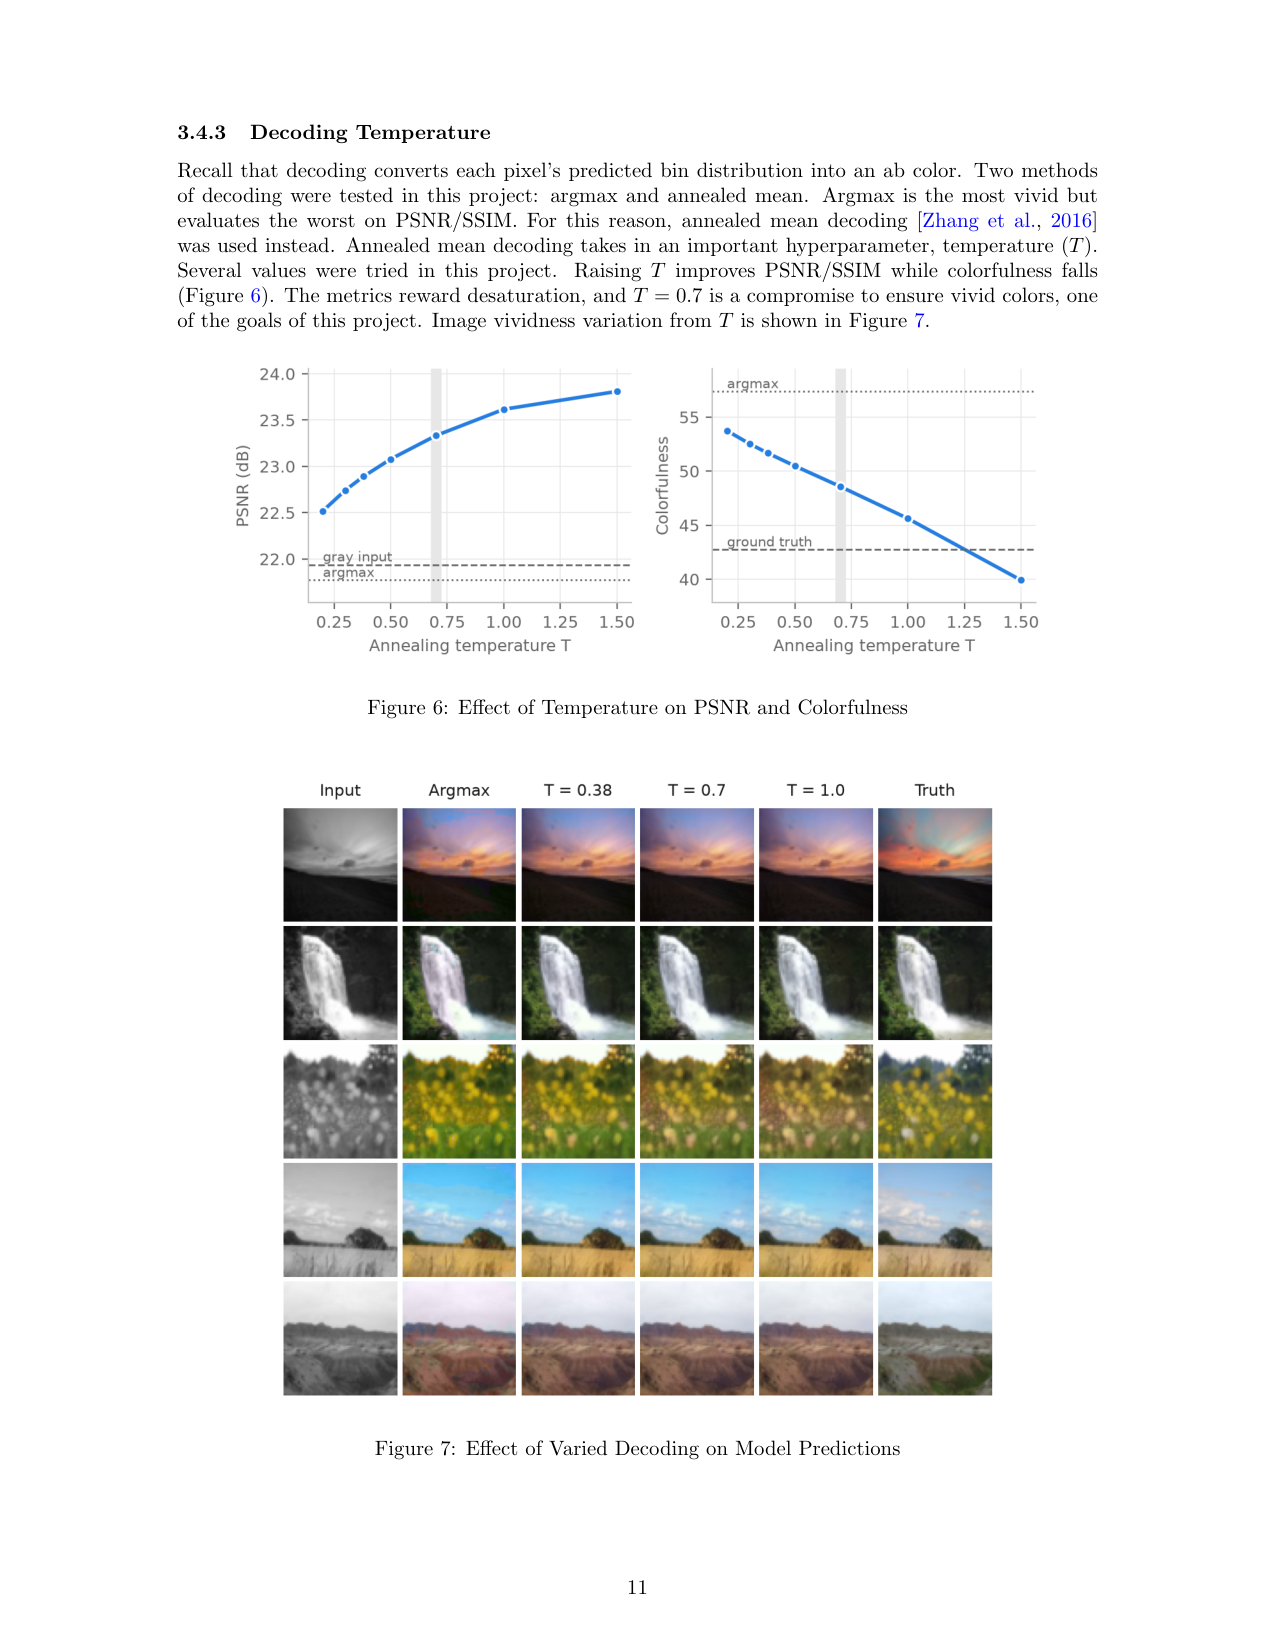 3.4.3 Decoding Temperature
Recall that decoding converts each pixel's predicted bin distribution into an ab color. Two methods
of decoding were tested in this project: argmax and annealed mean. Argmax is the most vivid but
evaluates the worst on PSNR/SSIM. For this reason, annealed mean decoding [Zhang et al., 2016]
was used instead. Annealed mean decoding takes in an important hyperparameter, temperature (T).
Several values were tried in this project. Raising T improves PSNR/SSIM while colorfulness falls
(Figure 6). The metrics reward desaturation, and T = 0.7 is a compromise to ensure vivid colors, one
of the goals of this project. Image vividness variation from T is shown in Figure 7.
24.0
23.5
23.0
22.5
22.0
PSNR (dB)
gray input
argmax
0.25 0.50 0.75 1.00 1.25 1.50
Annealing temperature T
55
50
45
40
Colorfulness
argmax
ground truth
0.25 0.50 0.75 1.00 1.25 1.50
Annealing temperature T
Figure 6: Effect of Temperature on PSNR and Colorfulness
Input Argmax T = 0.38 T = 0.7 T = 1.0 Truth
Figure 7: Effect of Varied Decoding on Model Predictions
11